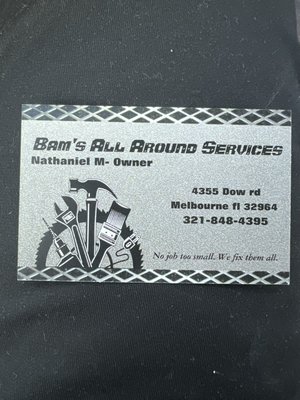 Bam's All Around Services
Nathaniel M- Owner
4355 Dow rd
Melbourne fl 32964
321-848-4395
No job too small. We fix them all.